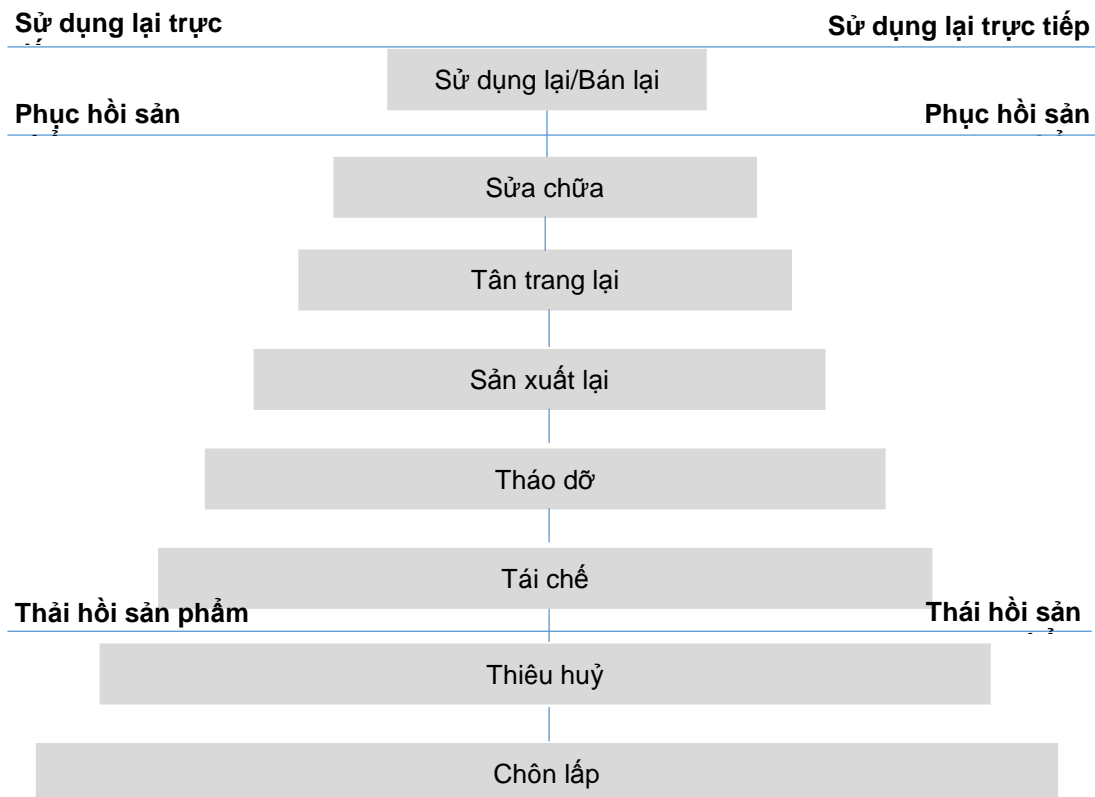 Sử dụng lại trực
Sử dụng lại trực tiếp
Sử dụng lại/Bán lại
Phục hồi sản
Phục hồi sản
Sửa chữa
Tân trang lại
Sản xuất lại
Tháo dỡ
Tái chế
Thải hồi sản phẩm
Thái hồi sản
Thiêu huỷ
Chôn lấp